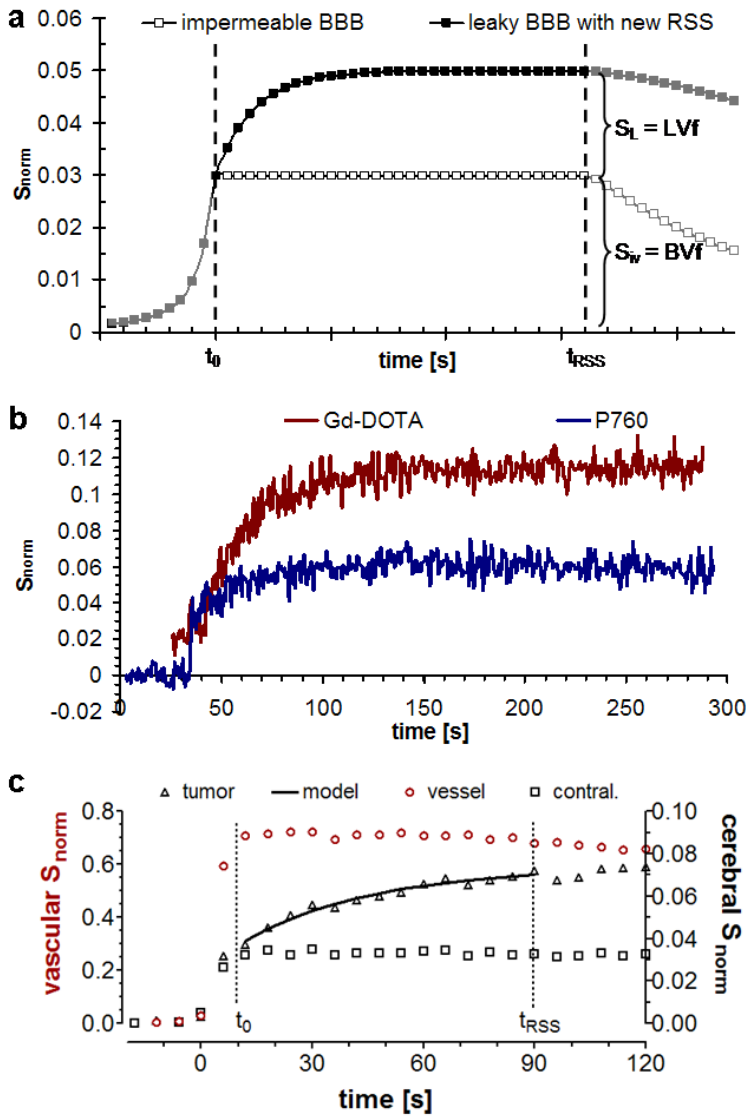 a
impermeable BBB
leaky BBB with new RSS
0.06
0.05
0.04
0.03
0.02
0.01
0
Snorm
SL = LVf
Siv = BVf
t0
time [s]
tRSS
b
Gd-DOTA
P760
0.14
0.12
0.1
0.08
0.06
0.04
0.02
0
-0.02
Snorm
0 50 100 150 200 250 300
time [s]
c
tumor
model
vessel
contral.
0.8
0.6
0.4
0.2
0.0
vascular Snorm
0.10
0.08
0.06
0.04
0.02
0.00
cerebral Snorm
t0
tRSS
0 30 60 90 120
time [s]